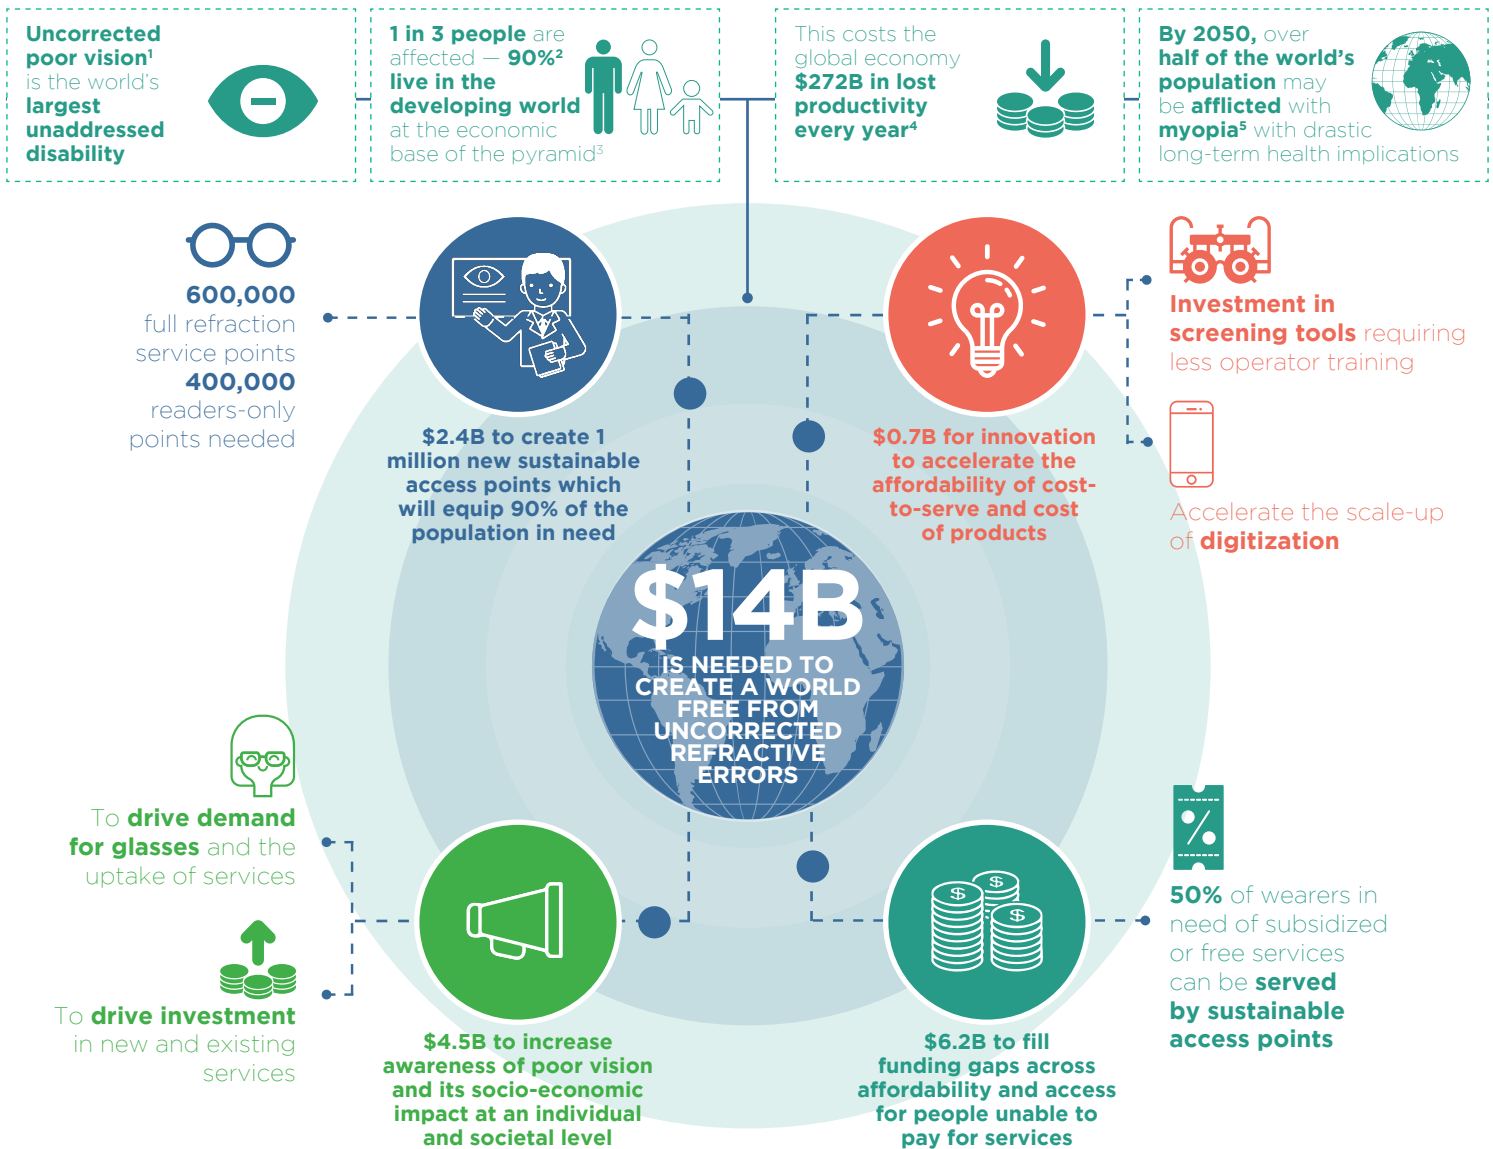 Uncorrected
poor vision¹
is the world's
largest
unaddressed
disability
1 in 3 people are
affected — 90%²
live in the
developing world
at the economic
base of the pyramid³
This costs the
global economy
$272B in lost
productivity
every year⁴
By 2050, over
half of the world's
population may
be afflicted with
myopia⁵ with drastic
long-term health implications
600,000
full refraction
service points
400,000
readers-only
points needed
$2.4B to create 1
million new sustainable
access points which
will equip 90% of the
population in need
$0.7B for innovation
to accelerate the
affordability of cost-
to-serve and cost
of products
Investment in
screening tools requiring
less operator training
Accelerate the scale-up
of digitization
$14B
IS NEEDED TO
CREATE A WORLD
FREE FROM
UNCORRECTED
REFRACTIVE
ERRORS
To drive demand
for glasses and the
uptake of services
To drive investment
in new and existing
services
$4.5B to increase
awareness of poor vision
and its socio-economic
impact at an individual
and societal level
$
$
$
$6.2B to fill
funding gaps across
affordability and access
for people unable to
pay for services
%
50% of wearers in
need of subsidized
or free services
can be served
by sustainable
access points